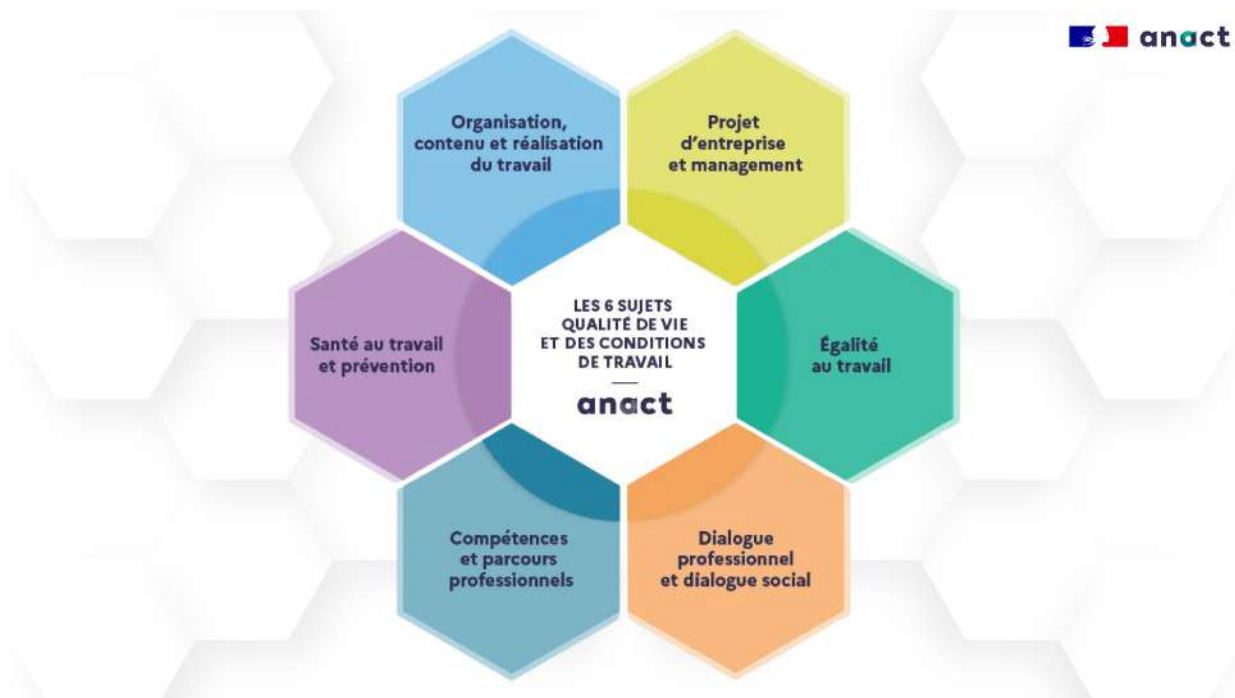 anact
Organisation,
contenu et réalisation
du travail
Projet
d'entreprise
et management
Santé au travail
et prévention
LES 6 SUJETS
QUALITÉ DE VIE
ET DES CONDITIONS
DE TRAVAIL
anact
Égalité
au travail
Compétences
et parcours
professionnels
Dialogue
professionnel
et dialogue social